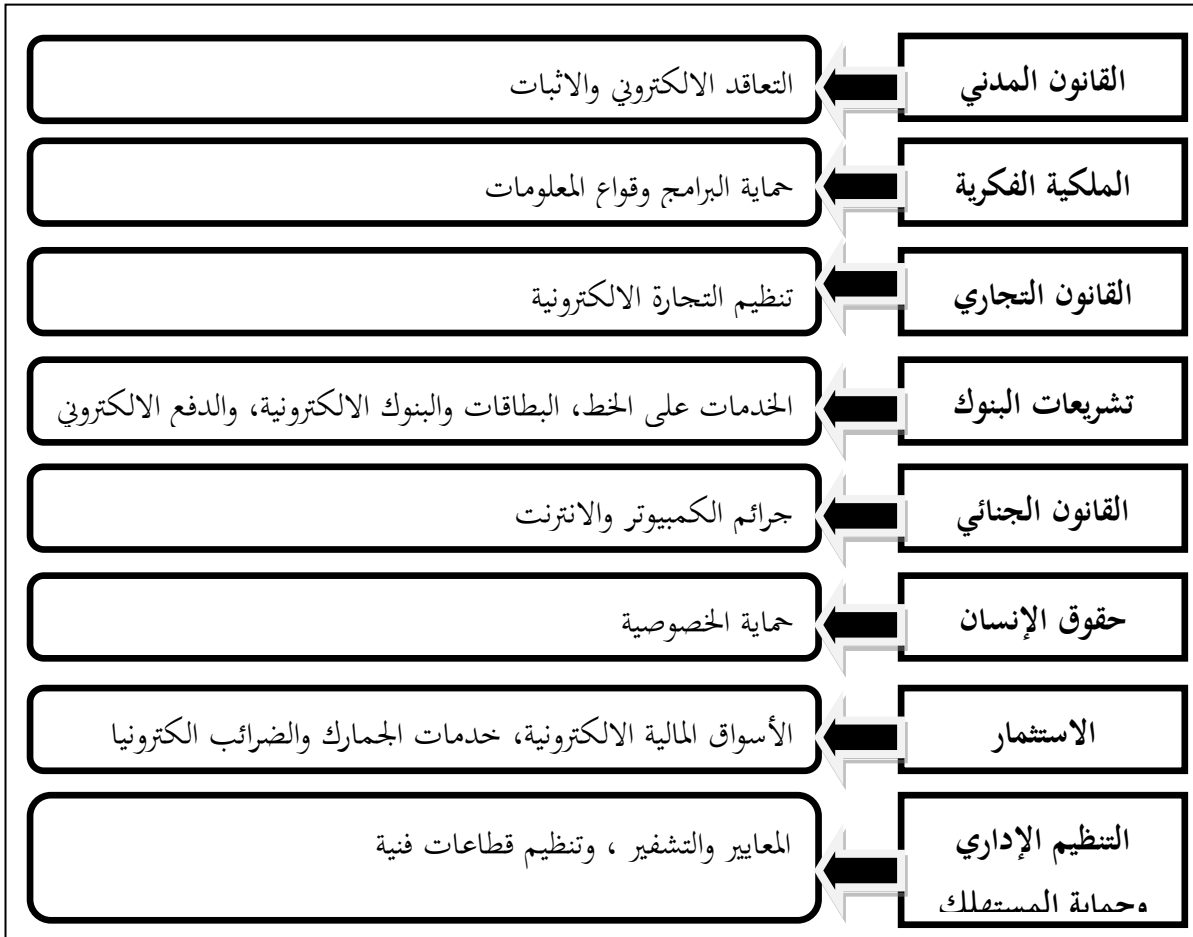 القانون المدني
التعاقد الالكتروني والاثبات
الملكية الفكرية
حماية البرامج وقواع المعلومات
القانون التجاري
تنظيم التجارة الالكترونية
تشريعات البنوك
الخدمات على الخط، البطاقات والبنوك الالكترونية، والدفع الالكتروني
القانون الجنائي
جرائم الكمبيوتر والانترنت
حقوق الإنسان
حماية الخصوصية
الاستثمار
الأسواق المالية الالكترونية، خدمات الجمارك والضرائب الكترونيا
التنظيم الإداري
وحماية المستهلك
المعايير والتشفير ، وتنظيم قطاعات فنية